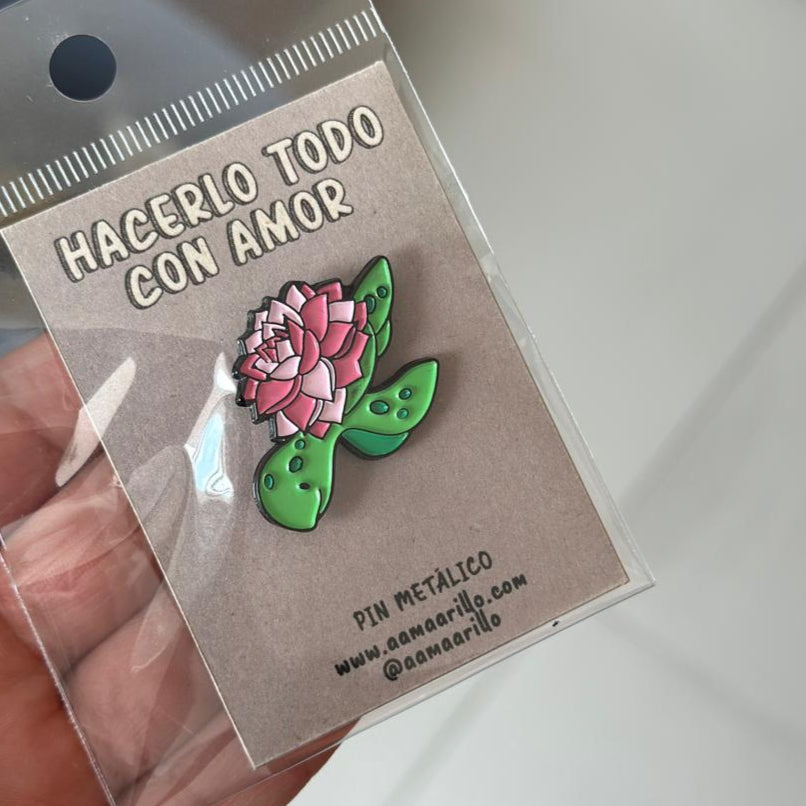 HACERLO TODO
CON AMOR
PIN METÁLICO
www.aamaarillo.com
@aamaarillo